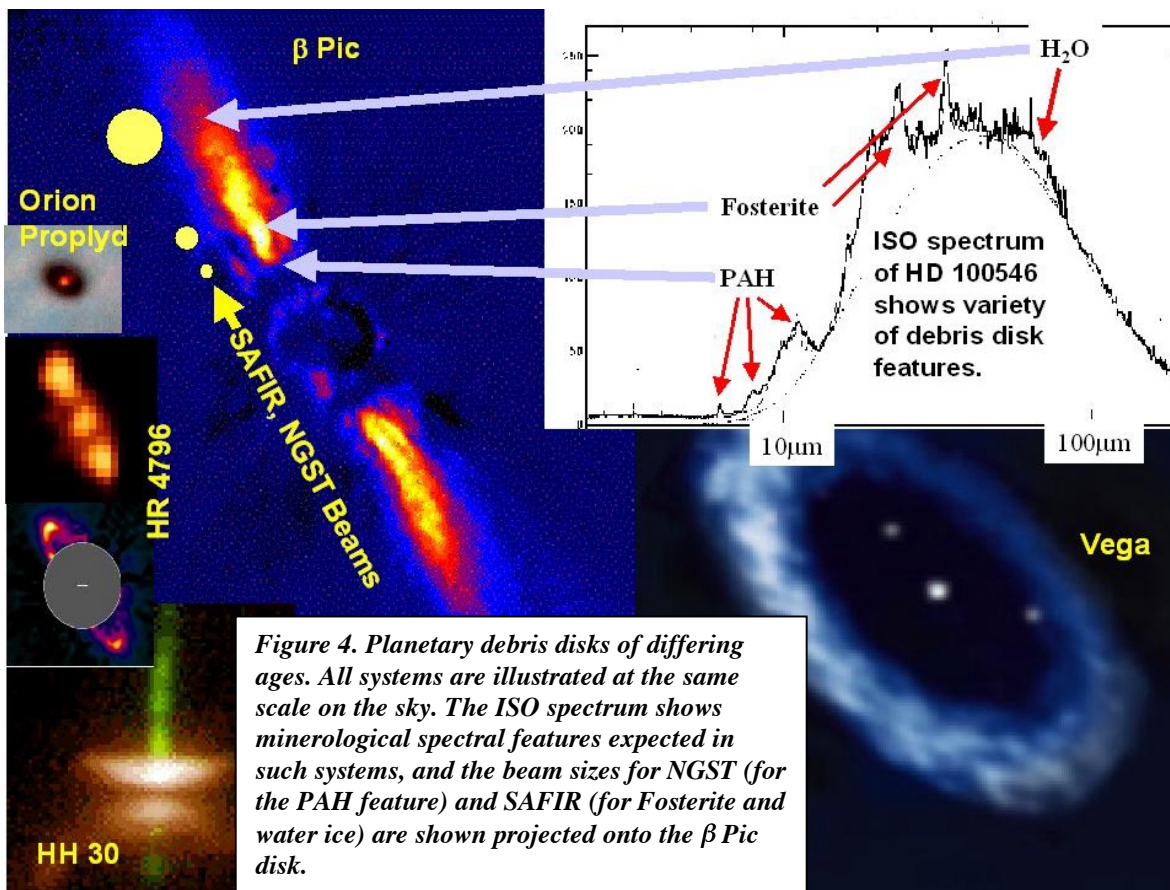 β Pic
Orion
Proplyd
HR 4796
SAFIR, NGST Beams
HH 30
H₂O
Fosterite
PAH
200
150
50
0
10μm
100μm
ISO spectrum
of HD 100546
shows variety
of debris disk
features.
Vega
Figure 4. Planetary debris disks of differing
ages. All systems are illustrated at the same
scale on the sky. The ISO spectrum shows
minerological spectral features expected in
such systems, and the beam sizes for NGST (for
the PAH feature) and SAFIR (for Fosterite and
water ice) are shown projected onto the β Pic
disk.